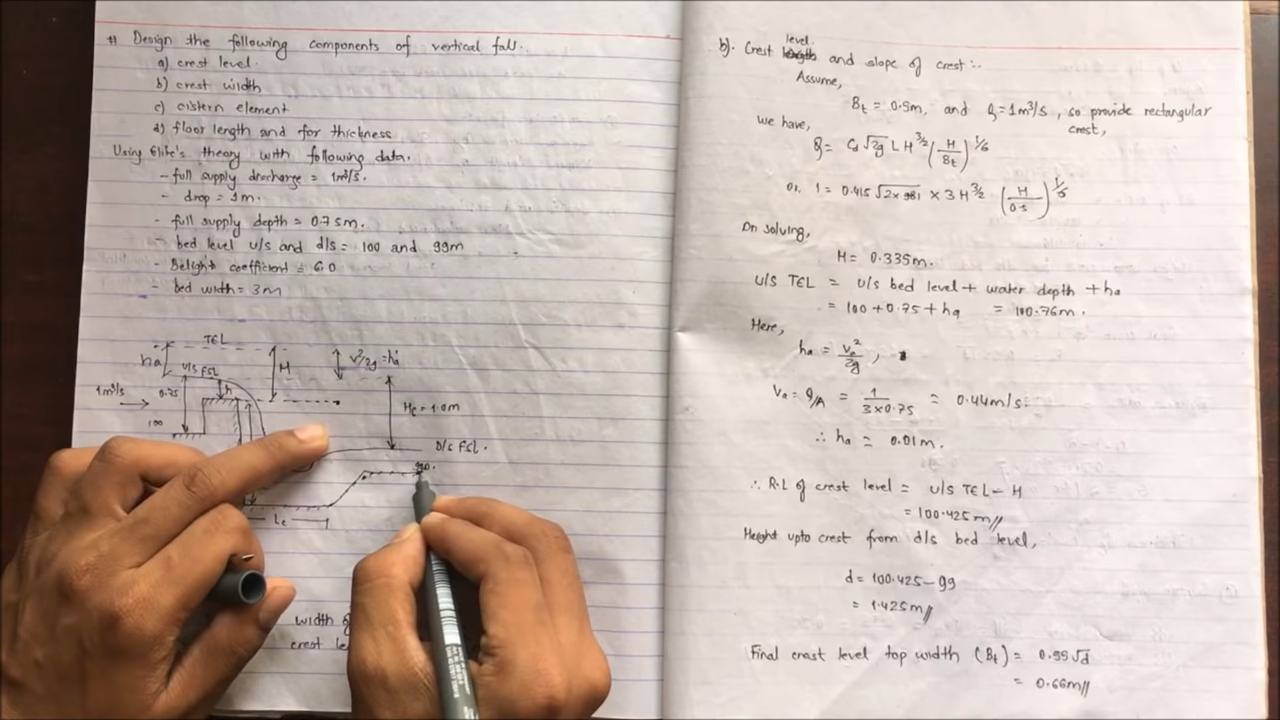 # Design the following components of vertical fall.
a) crest level.
b) crest width
c) cistern element
d) floor length and for thickness
Using Glike's theory with following data.
- full supply discharge = 1m³/s.
- drop = 1m.
- full supply depth = 0.75m.
- bed level u/s and d/s = 100 and 99m
- Beligh's coefficient = 6.0
- bed width = 3m
TEL
ha
U/S FSL
h
H
v²/2g = ha
1m³/s
0.75
HL = 1.0m
100
D/S FSL.
Lc
width of
crest le
b). Crest level and slope of crest :-
Assume,
Bt = 0.5m, and Q = 1m³/s, so provide rectangular
crest,
We have,
Q = Cd √2g L H^3/2 (H/Bt)^1/6
or, 1 = 0.415 √2×9.81 × 3 H^3/2 (H/0.5)^1/6
On solving,
H = 0.335m.
U/S TEL = U/s bed level + water depth + ha
= 100 + 0.75 + ha = 100.76m.
Here,
ha = Va²/2g,
Va = Q/A = 1/3×0.75 = 0.44m/s.
∴ ha = 0.01m.
∴ R.L of crest level = U/S TEL - H
= 100.425m//
Height upto crest from d/s bed level,
d = 100.425 - 99
= 1.425m//
Final crest level top width (Bt) = 0.55√d
= 0.66m//